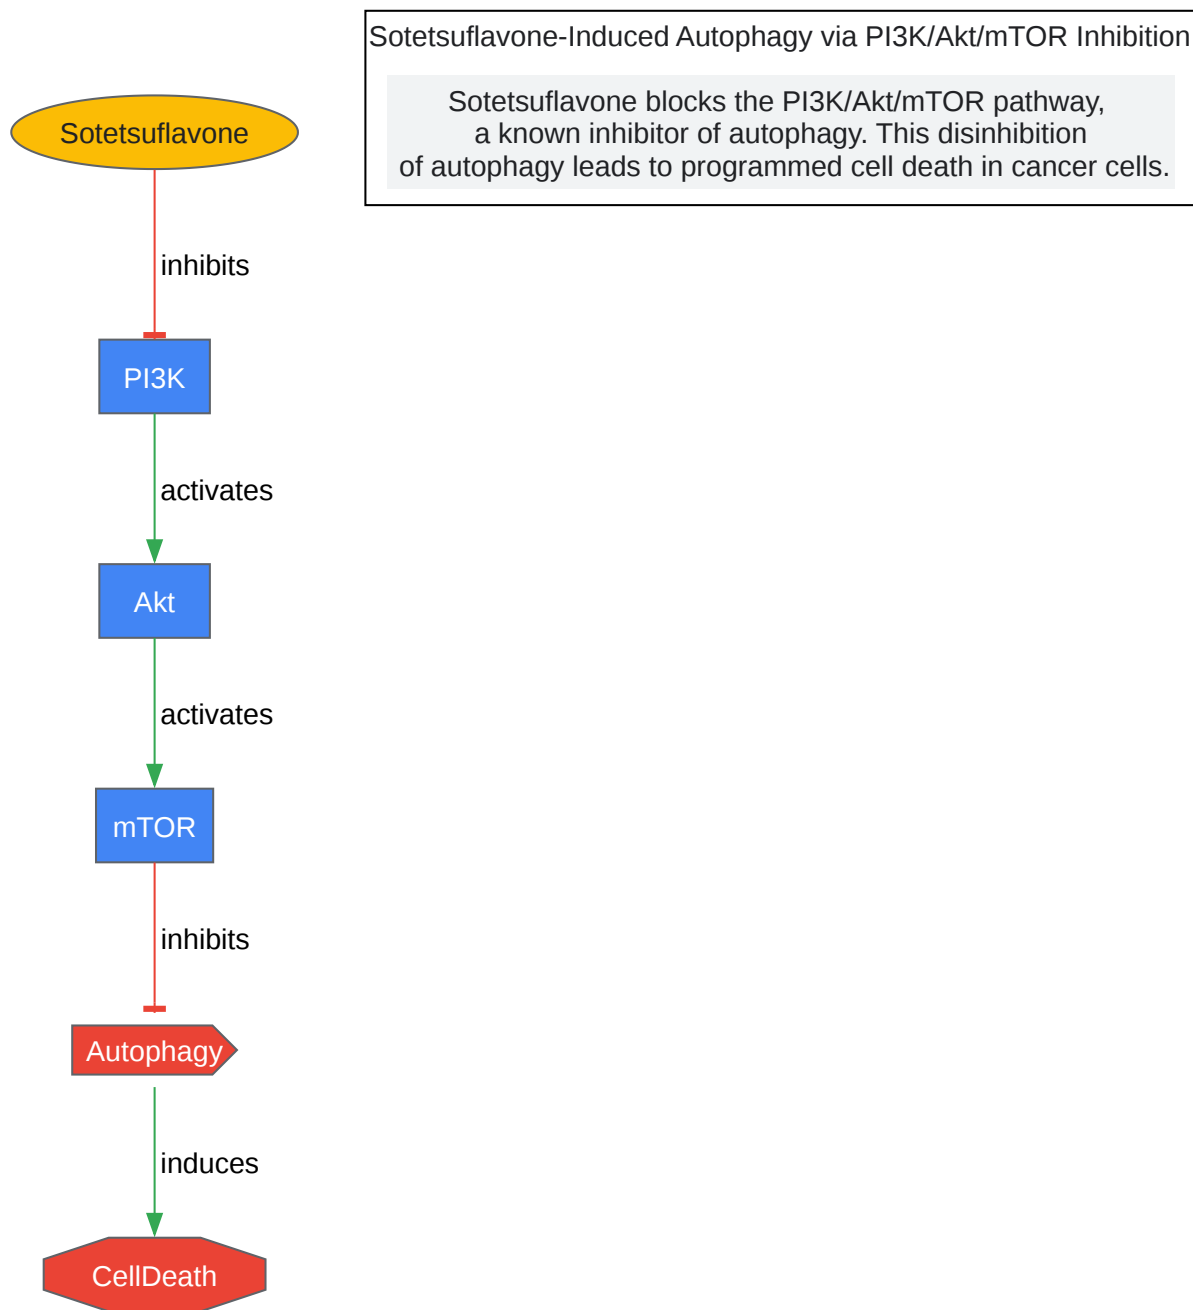 Sotetsuflavone-Induced Autophagy via PI3K/Akt/mTOR Inhibition
Sotetsuflavone blocks the PI3K/Akt/mTOR pathway,
a known inhibitor of autophagy. This disinhibition
of autophagy leads to programmed cell death in cancer cells.
Sotetsuflavone
inhibits
PI3K
activates
Akt
activates
mTOR
inhibits
Autophagy
induces
CellDeath